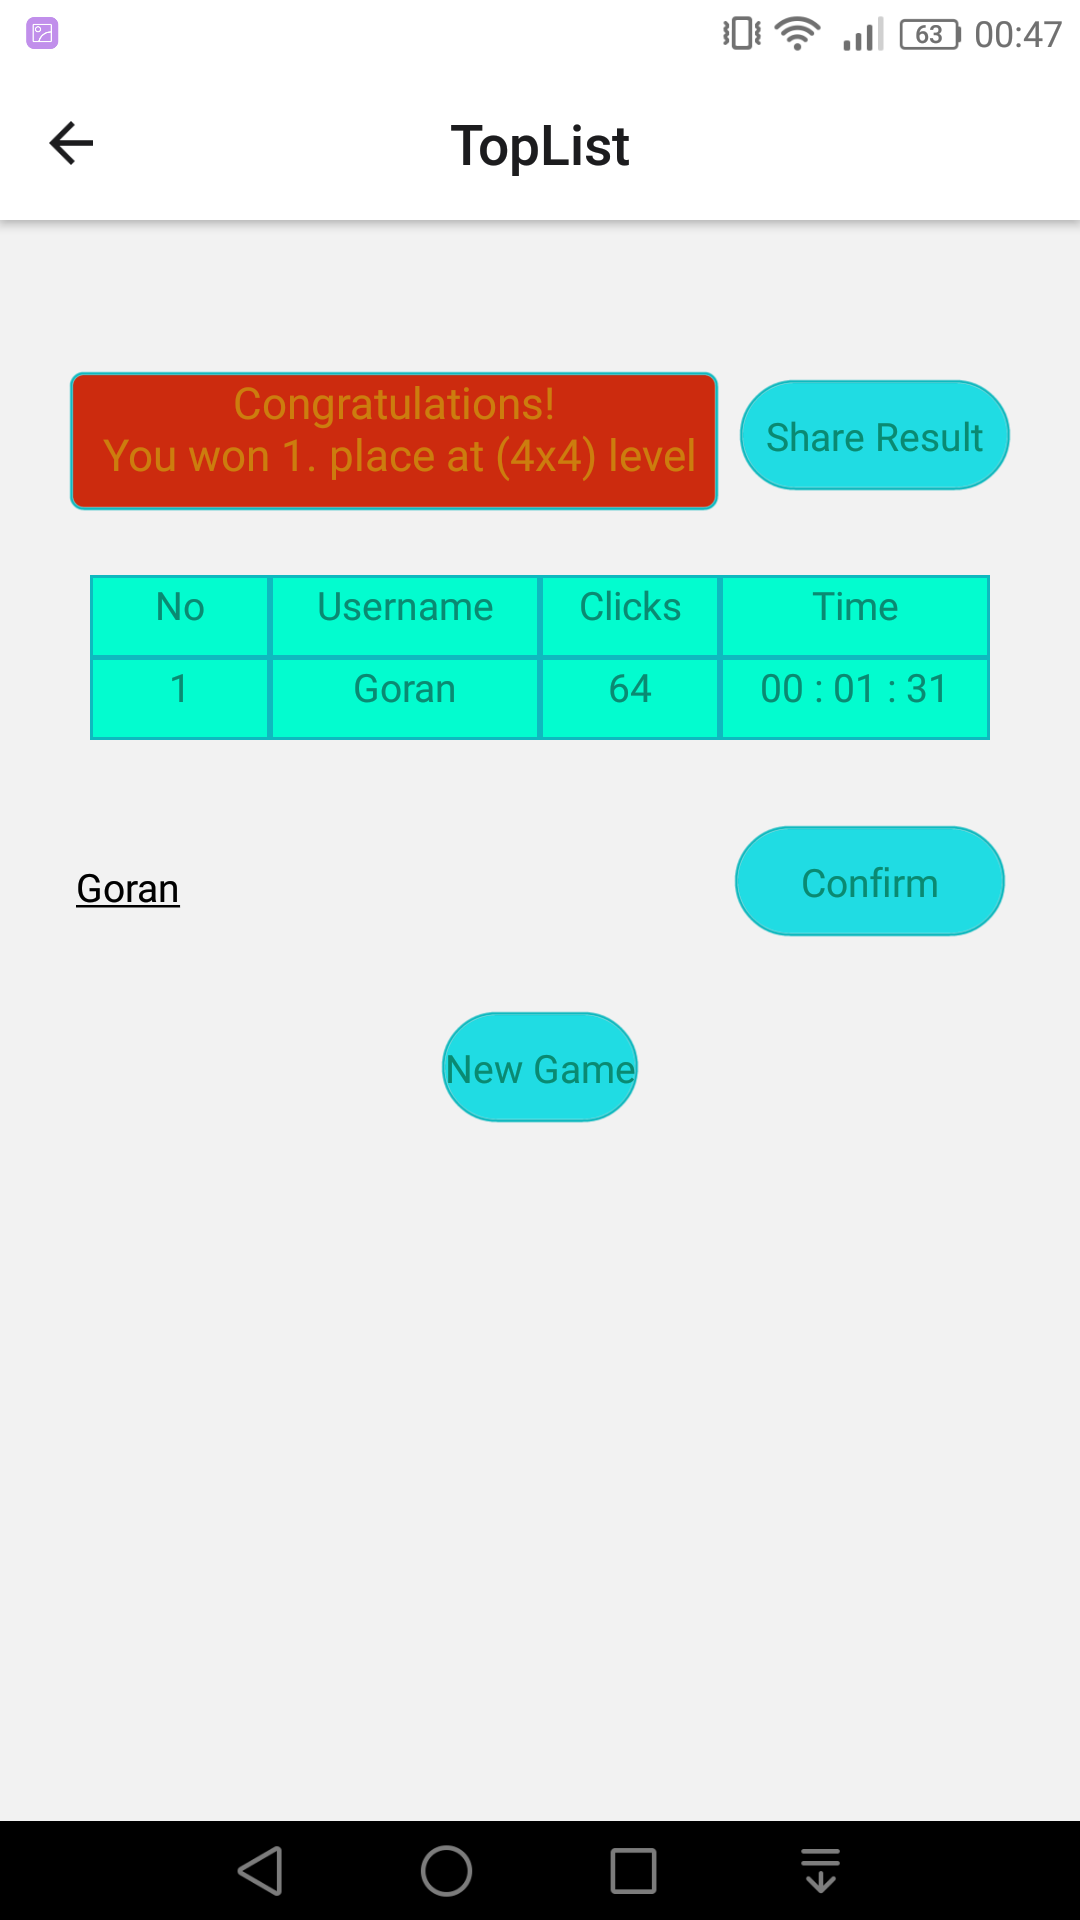 63 00:47
TopList
Congratulations!
You won 1. place at (4x4) level
Share Result
No Username Clicks Time
1 Goran 64 00 : 01 : 31
Goran
Confirm
New Game